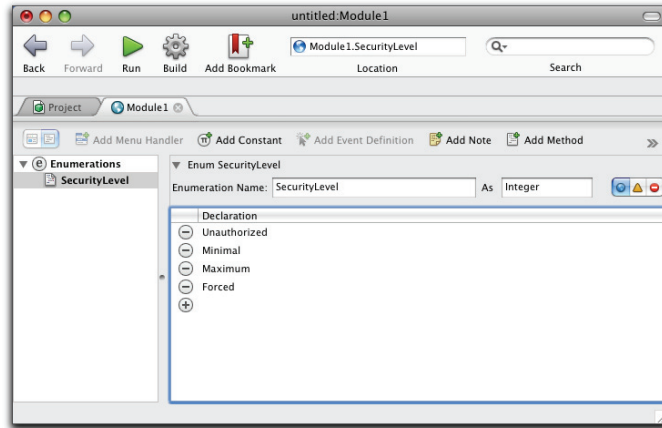 untitled:Module1
Module1.SecurityLevel
Back Forward Run Build Add Bookmark Location Search
Project Module1
Add Menu Handler Add Constant Add Event Definition Add Note Add Method
Enumerations
SecurityLevel
Enum SecurityLevel
Enumeration Name: SecurityLevel As Integer
Declaration
Unauthorized
Minimal
Maximum
Forced